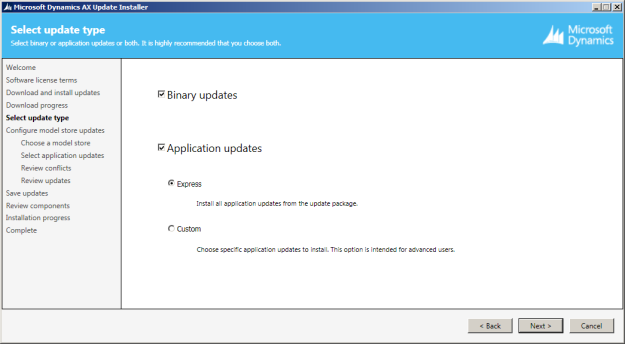 Microsoft Dynamics AX Update Installer
Select update type
Select binary or application updates or both. It is highly recommended that you choose both.
Microsoft
Dynamics
Welcome
Software license terms
Download and install updates
Download progress
Select update type
Configure model store updates
Choose a model store
Select application updates
Review conflicts
Review updates
Save updates
Review components
Installation progress
Complete
Binary updates
Application updates
Express
Install all application updates from the update package.
Custom
Choose specific application updates to install. This option is intended for advanced users.
< Back
Next >
Cancel